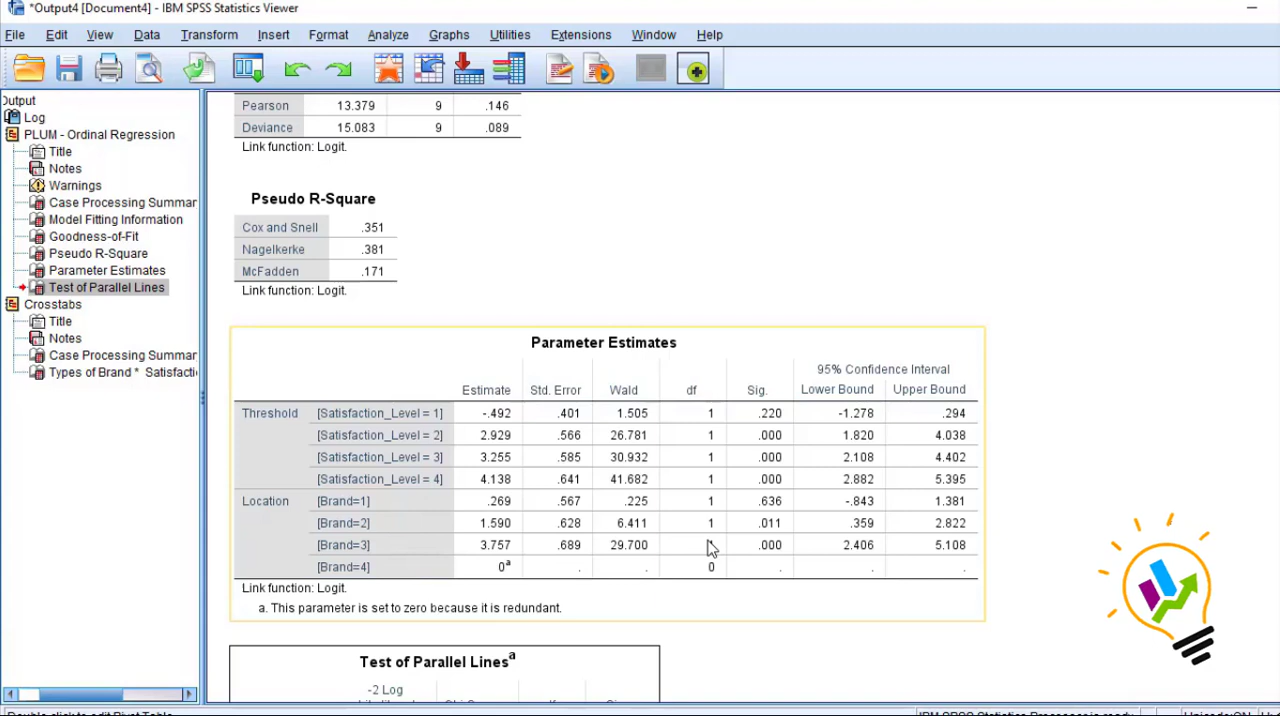 *Output4 [Document4] - IBM SPSS Statistics Viewer
File Edit View Data Transform Insert Format Analyze Graphs Utilities Extensions Window Help
Output
Log
PLUM - Ordinal Regression
Title
Notes
Warnings
Case Processing Summar
Model Fitting Information
Goodness-of-Fit
Pseudo R-Square
Parameter Estimates
Test of Parallel Lines
Crosstabs
Title
Notes
Case Processing Summar
Types of Brand * Satisfacti
Pearson 13.379 9 .146
Deviance 15.083 9 .089
Link function: Logit.
Pseudo R-Square
Cox and Snell .351
Nagelkerke .381
McFadden .171
Link function: Logit.
Parameter Estimates
95% Confidence Interval
Estimate Std. Error Wald df Sig. Lower Bound Upper Bound
Threshold [Satisfaction_Level = 1] -.492 .401 1.505 1 .220 -1.278 .294
[Satisfaction_Level = 2] 2.929 .566 26.781 1 .000 1.820 4.038
[Satisfaction_Level = 3] 3.255 .585 30.932 1 .000 2.108 4.402
[Satisfaction_Level = 4] 4.138 .641 41.682 1 .000 2.882 5.395
Location [Brand=1] .269 .567 .225 1 .636 -.843 1.381
[Brand=2] 1.590 .628 6.411 1 .011 .359 2.822
[Brand=3] 3.757 .689 29.700 1 .000 2.406 5.108
[Brand=4] 0a . . 0 . . .
Link function: Logit.
a. This parameter is set to zero because it is redundant.
Test of Parallel Linesa
-2 Log